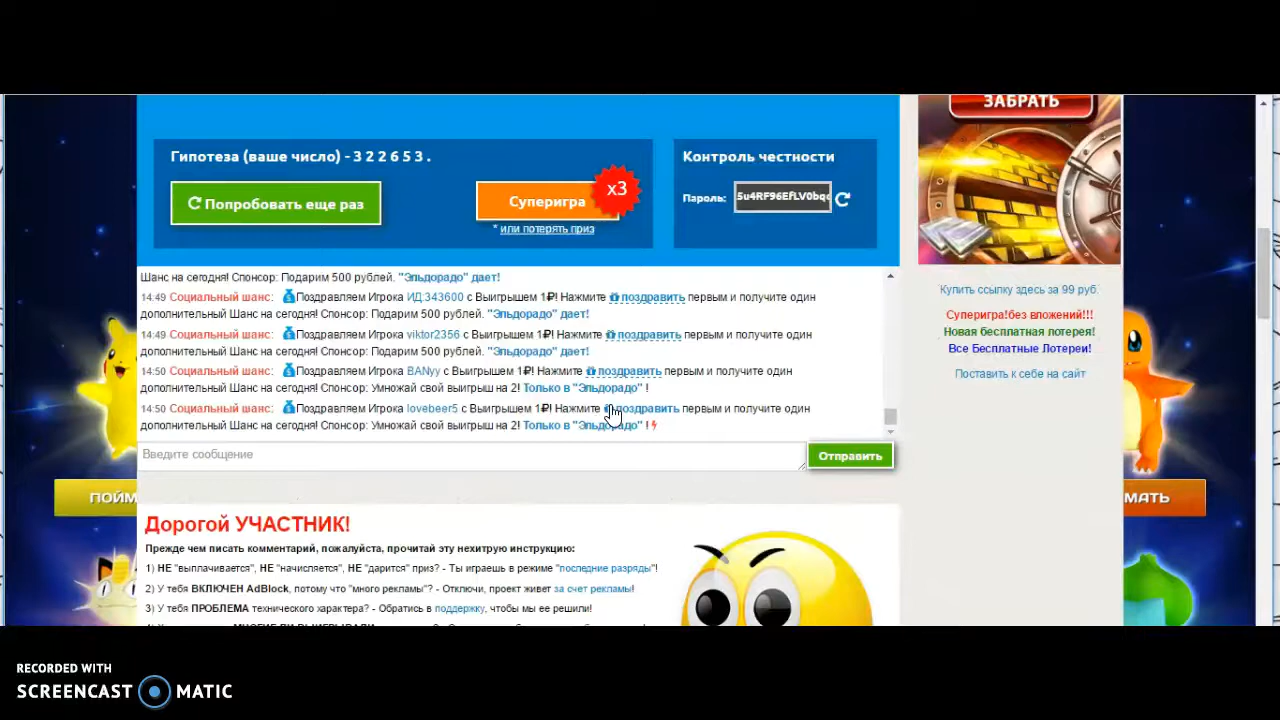 ЗАБРАТЬ
Гипотеза (ваше число) - 3 2 2 6 5 3 .
Контроль честности
Попробовать еще раз
Суперигра
x3
Пароль:
* или потерять приз
Шанс на сегодня! Спонсор: Подарим 500 рублей. "Эльдорадо" дает!
14:49 Социальный шанс: Поздравляем Игрока ИД:343600 с Выигрышем 1₽! Нажмите поздравить первым и получите один
дополнительный Шанс на сегодня! Спонсор: Подарим 500 рублей. "Эльдорадо" дает!
14:49 Социальный шанс: Поздравляем Игрока viktor2356 с Выигрышем 1₽! Нажмите поздравить первым и получите один
дополнительный Шанс на сегодня! Спонсор: Подарим 500 рублей. "Эльдорадо" дает!
14:50 Социальный шанс: Поздравляем Игрока BANyy с Выигрышем 1₽! Нажмите поздравить первым и получите один
дополнительный Шанс на сегодня! Спонсор: Умножай свой выигрыш на 2! Только в "Эльдорадо" !
14:50 Социальный шанс: Поздравляем Игрока lovebeer5 с Выигрышем 1₽! Нажмите поздравить первым и получите один
дополнительный Шанс на сегодня! Спонсор: Умножай свой выигрыш на 2! Только в "Эльдорадо" !
Введите сообщение
Отправить
Купить ссылку здесь за 99 руб.
Суперигра!без вложений!!!
Новая бесплатная лотерея!
Все Бесплатные Лотереи!
Поставить к себе на сайт
ПОЙМ
МАТЬ
Дорогой УЧАСТНИК!
Прежде чем писать комментарий, пожалуйста, прочитай эту нехитрую инструкцию:
1) НЕ "выплачивается", НЕ "начисляется", НЕ "дарится" приз? - Ты играешь в режиме "последние разряды"!
2) У тебя ВКЛЮЧЕН AdBlock, потому что "много рекламы"? - Отключи, проект живет за счет рекламы!
3) У тебя ПРОБЛЕМА технического характера? - Обратись в поддержку, чтобы мы ее решили!
RECORDED WITH
SCREENCAST MATIC